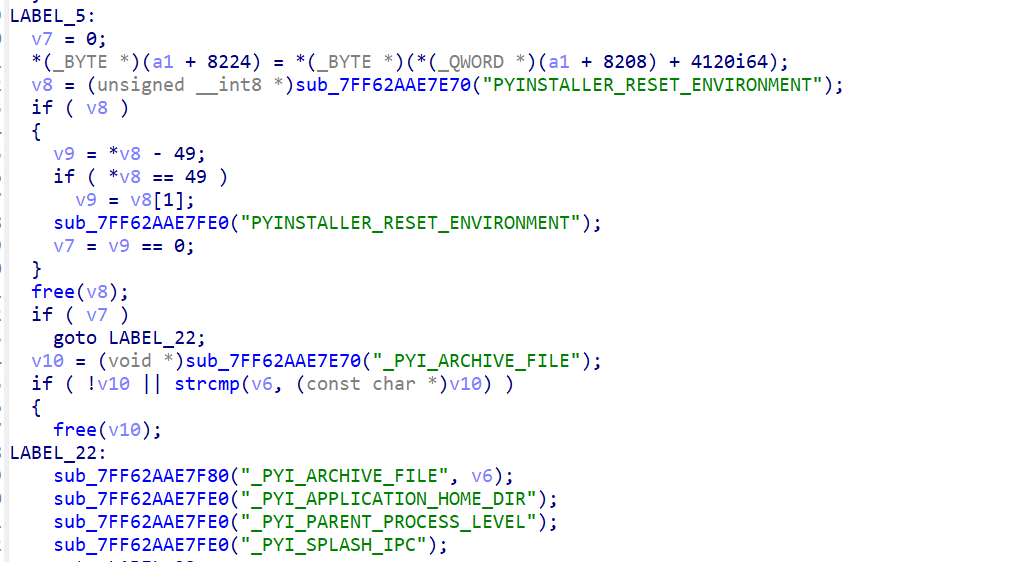 LABEL_5:
v7 = 0;
*(_BYTE *)(a1 + 8224) = *(_BYTE *)(*(_QWORD *)(a1 + 8208) + 4120i64);
v8 = (unsigned __int8 *)sub_7FF62AAE7E70("PYINSTALLER_RESET_ENVIRONMENT");
if ( v8 )
{
v9 = *v8 - 49;
if ( *v8 == 49 )
v9 = v8[1];
sub_7FF62AAE7FE0("PYINSTALLER_RESET_ENVIRONMENT");
v7 = v9 == 0;
}
free(v8);
if ( v7 )
goto LABEL_22;
v10 = (void *)sub_7FF62AAE7E70("_PYI_ARCHIVE_FILE");
if ( !v10 || strcmp(v6, (const char *)v10) )
{
free(v10);
LABEL_22:
sub_7FF62AAE7F80("_PYI_ARCHIVE_FILE", v6);
sub_7FF62AAE7FE0("_PYI_APPLICATION_HOME_DIR");
sub_7FF62AAE7FE0("_PYI_PARENT_PROCESS_LEVEL");
sub_7FF62AAE7FE0("_PYI_SPLASH_IPC");